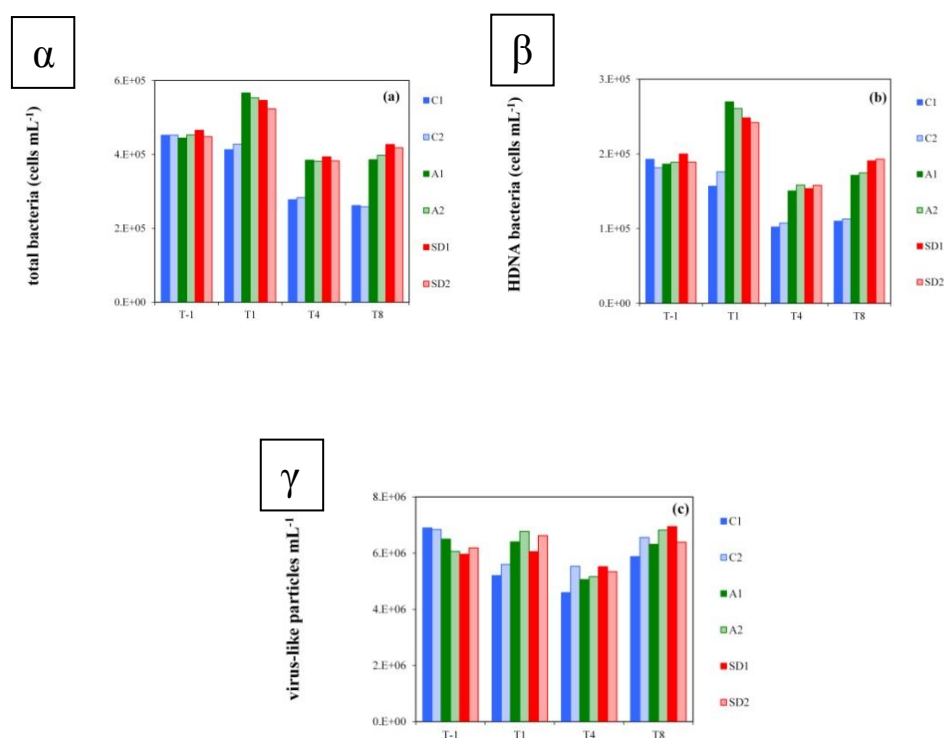 α
total bacteria (cells mL⁻¹)
6.E+05
4.E+05
2.E+05
0.E+00
(a)
T-1 T1 T4 T8
C1
C2
A1
A2
SD1
SD2
β
HDNA bacteria (cells mL⁻¹)
3.E+05
2.E+05
1.E+05
0.E+00
(b)
T-1 T1 T4 T8
C1
C2
A1
A2
SD1
SD2
γ
virus-like particles mL⁻¹
8.E+06
6.E+06
4.E+06
2.E+06
0.E+00
(c)
T-1 T1 T4 T8
C1
C2
A1
A2
SD1
SD2